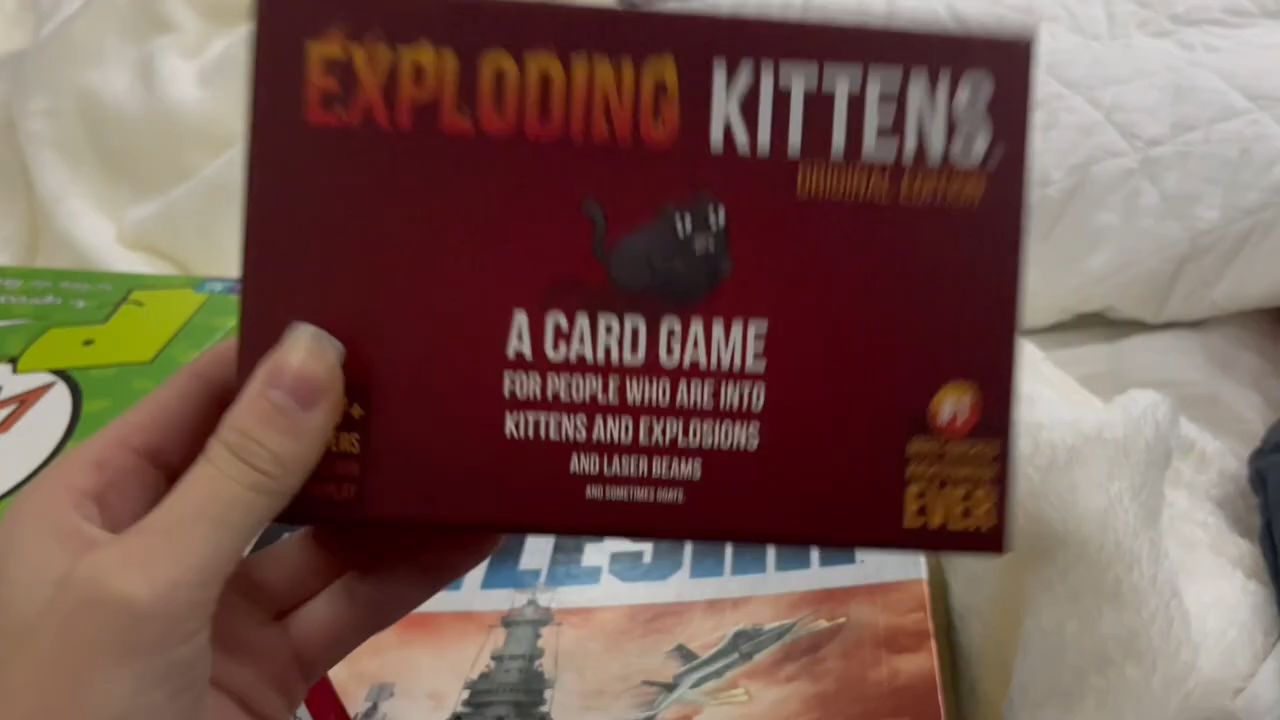 EXPLODING KITTENS
ORIGINAL EDITION
A CARD GAME
FOR PEOPLE WHO ARE INTO
KITTENS AND EXPLOSIONS
AND LASER BEAMS
AND SOMETIMES GOATS.
EVER